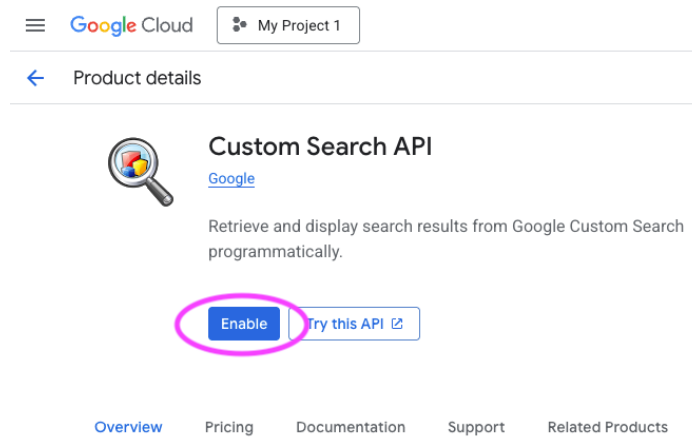 Google Cloud My Project 1
Product details
Custom Search API
Google
Retrieve and display search results from Google Custom Search
programmatically.
Enable Try this API
Overview Pricing Documentation Support Related Products